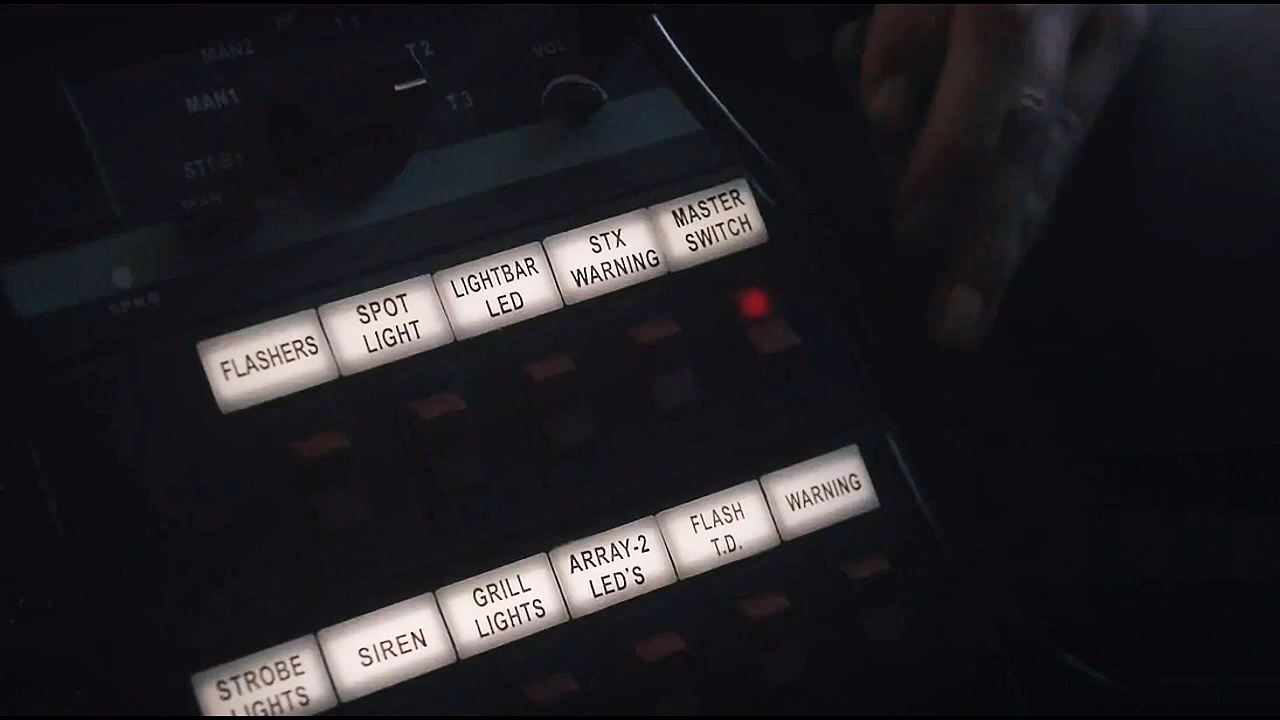 MAN2
T2
VOL
MAN1
T3
FLASHERS
SPOT
LIGHT
LIGHTBAR
LED
STX
WARNING
MASTER
SWITCH
STROBE
LIGHTS
SIREN
GRILL
LIGHTS
ARRAY-2
LED'S
FLASH
T.D.
WARNING